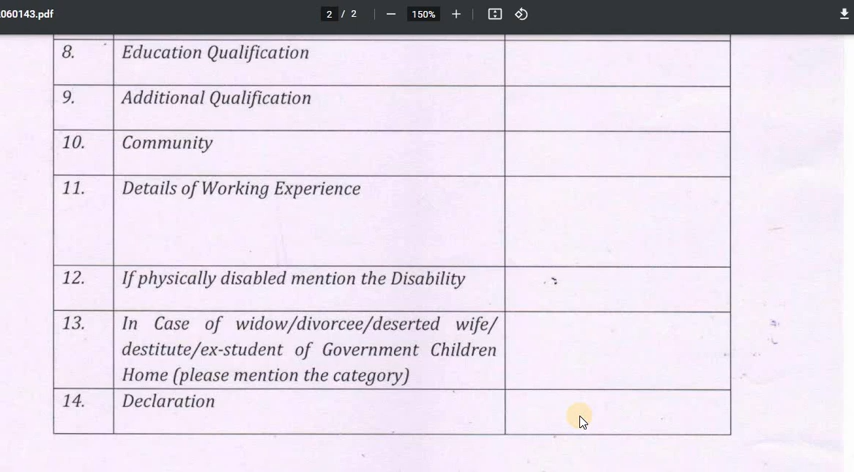 060143.pdf
2 / 2
150%
8. Education Qualification
9. Additional Qualification
10. Community
11. Details of Working Experience
12. If physically disabled mention the Disability
13. In Case of widow/divorcee/deserted wife/
destitute/ex-student of Government Children
Home (please mention the category)
14. Declaration